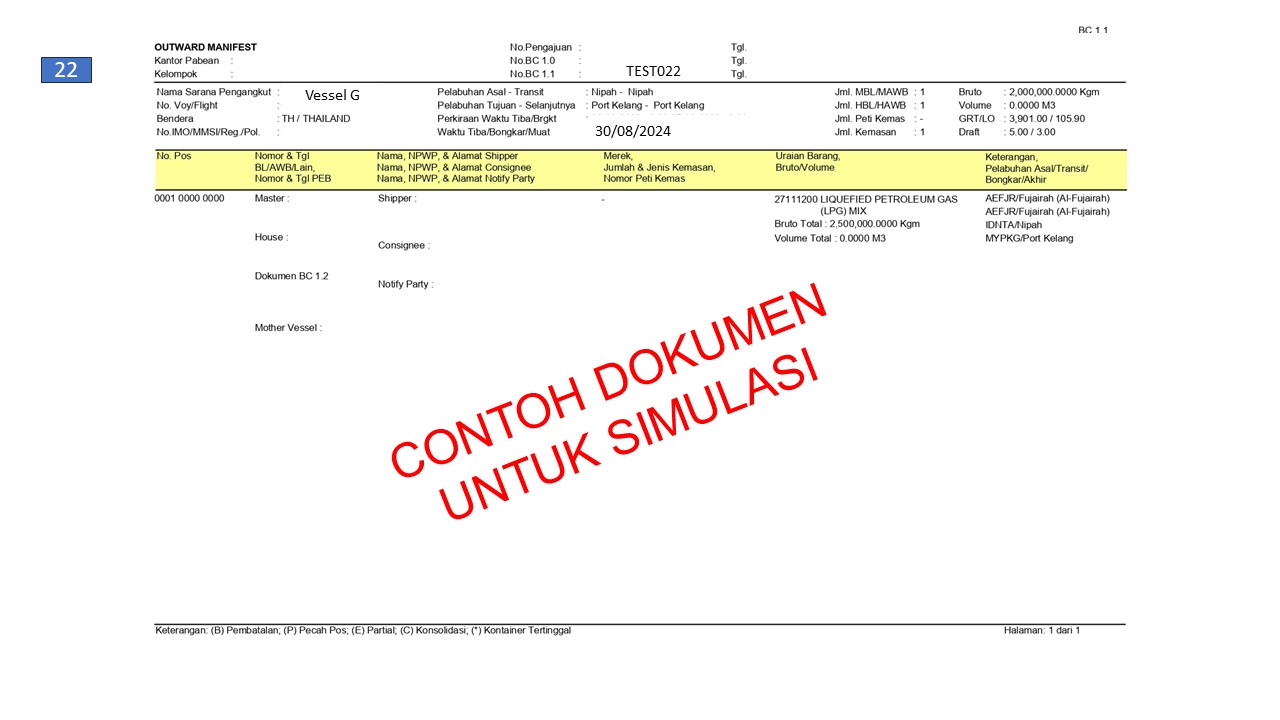 BC 1.1
22
OUTWARD MANIFEST
No.Pengajuan : Tgl.
Kantor Pabean : No.BC 1.0 : Tgl.
Kelompok : No.BC 1.1 : TEST022 Tgl.
Nama Sarana Pengangkut : Vessel G Pelabuhan Asal - Transit : Nipah - Nipah Jml. MBL/MAWB : 1 Bruto : 2,000,000.0000 Kgm
No. Voy/Flight : Pelabuhan Tujuan - Selanjutnya : Port Kelang - Port Kelang Jml. HBL/HAWB : 1 Volume : 0.0000 M3
Bendera : TH / THAILAND Perkiraan Waktu Tiba/Brgkt : Jml. Peti Kemas : - GRT/LO : 3,901.00 / 105.90
No.IMO/MMSI/Reg./Pol. : Waktu Tiba/Bongkar/Muat 30/08/2024 Jml. Kemasan : 1 Draft : 5.00 / 3.00
No. Pos
Nomor & Tgl
BL/AWB/Lain,
Nomor & Tgl PEB
Nama, NPWP, & Alamat Shipper
Nama, NPWP, & Alamat Consignee
Nama, NPWP, & Alamat Notify Party
Merek,
Jumlah & Jenis Kemasan,
Nomor Peti Kemas
Uraian Barang,
Bruto/Volume
Keterangan,
Pelabuhan Asal/Transit/
Bongkar/Akhir
0001 0000 0000
Master :
House :
Dokumen BC 1.2
Mother Vessel :
Shipper :
Consignee :
Notify Party :
-
27111200 LIQUEFIED PETROLEUM GAS
(LPG) MIX
Bruto Total : 2,500,000.0000 Kgm
Volume Total : 0.0000 M3
AEFJR/Fujairah (Al-Fujairah)
AEFJR/Fujairah (Al-Fujairah)
IDNTA/Nipah
MYPKG/Port Kelang
CONTOH DOKUMEN
UNTUK SIMULASI
Keterangan: (B) Pembatalan; (P) Pecah Pos; (E) Partial; (C) Konsolidasi; (*) Kontainer Tertinggal
Halaman: 1 dari 1